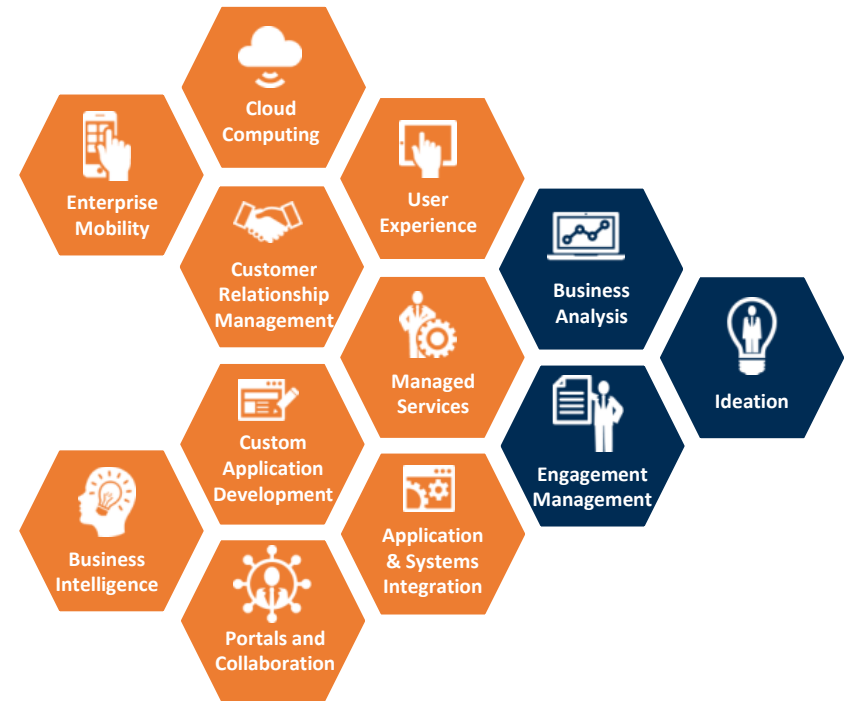 Cloud
Computing
Enterprise
Mobility
User
Experience
Customer
Relationship
Management
Business
Analysis
Managed
Services
Ideation
Custom
Application
Development
Engagement
Management
Business
Intelligence
Application
& Systems
Integration
Portals and
Collaboration